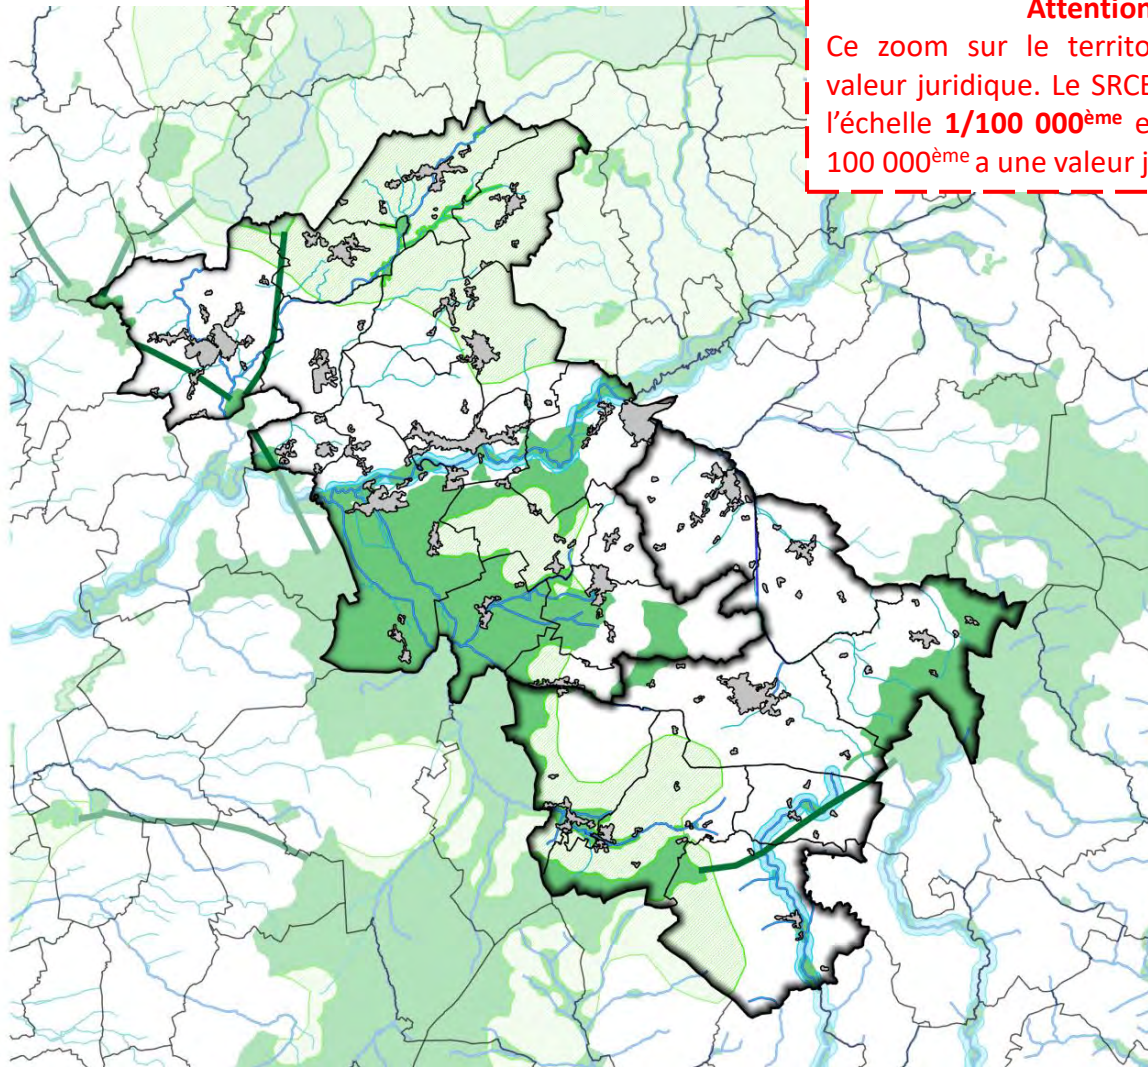 Attention
Ce zoom sur le territo
valeur juridique. Le SRCE
l'échelle 1/100 000ème e
100 000ème a une valeur j